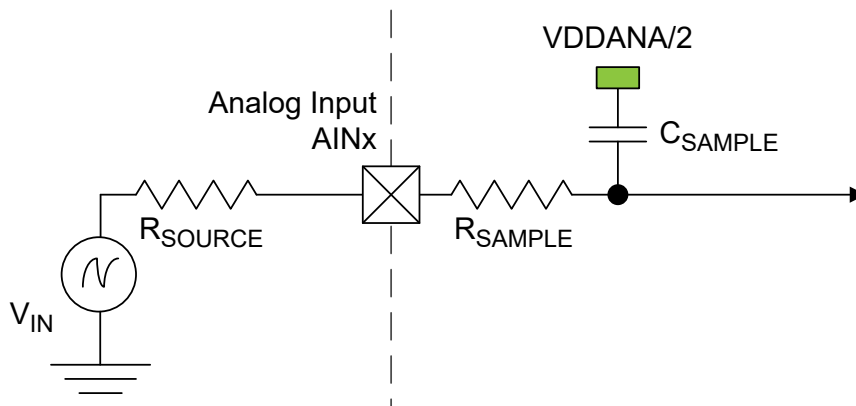 VDDANA/2
Analog Input
AINx
CSAMPLE
RSOURCE
RSAMPLE
VIN